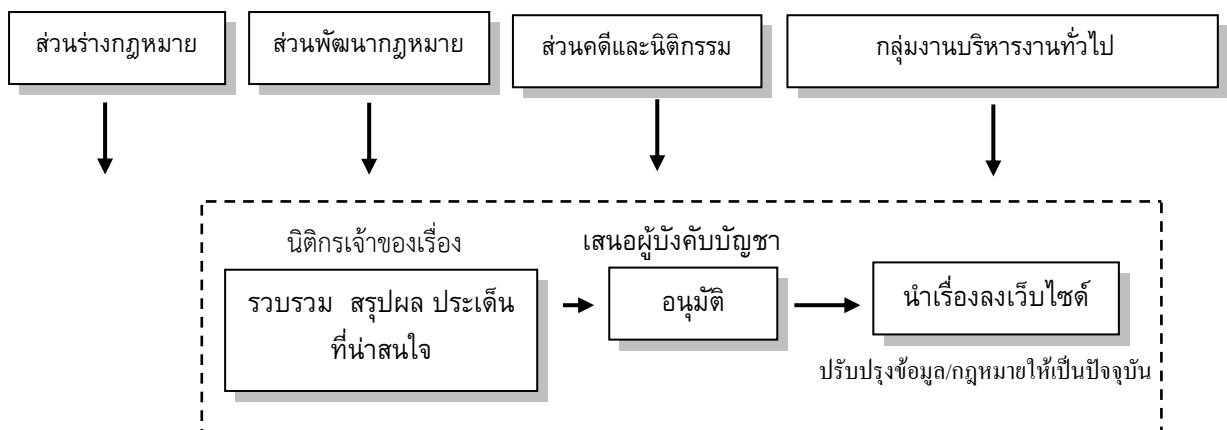 ส่วนร่างกฎหมาย
ส่วนพัฒนากฎหมาย
ส่วนคดีและนิติกรรม
กลุ่มงานบริหารงานทั่วไป
นิติกรเจ้าของเรื่อง
รวบรวม สรุปผล ประเด็น
ที่น่าสนใจ
เสนอผู้บังคับบัญชา
อนุมัติ
นำเรื่องลงเว็บไซด์
ปรับปรุงข้อมูล/กฎหมายให้เป็นปัจจุบัน